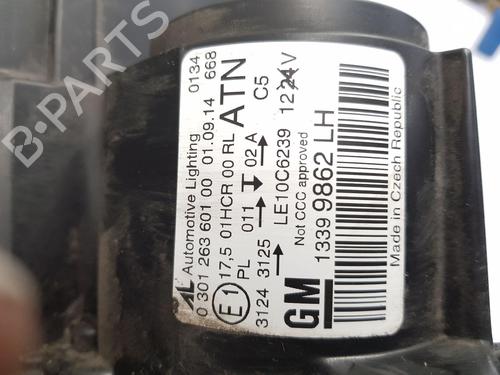 AL Automotive Lighting 0134
0 301 263 601 00 01.09.14 668
E1 17,5 01HCR 00 RL ATN
PL 011 → 02A C5
3124 3125 → LE10C6239 1224V
Not CCC approved
GM 1339 9862 LH
Made in Czech Republic